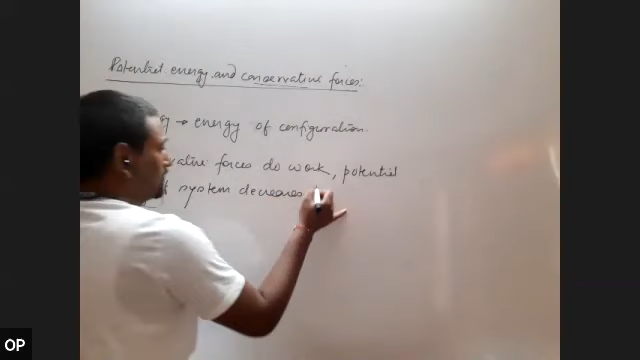 Potential energy and conservative forces:
energy of configuration.
forces do work, potential
system decreases
OP